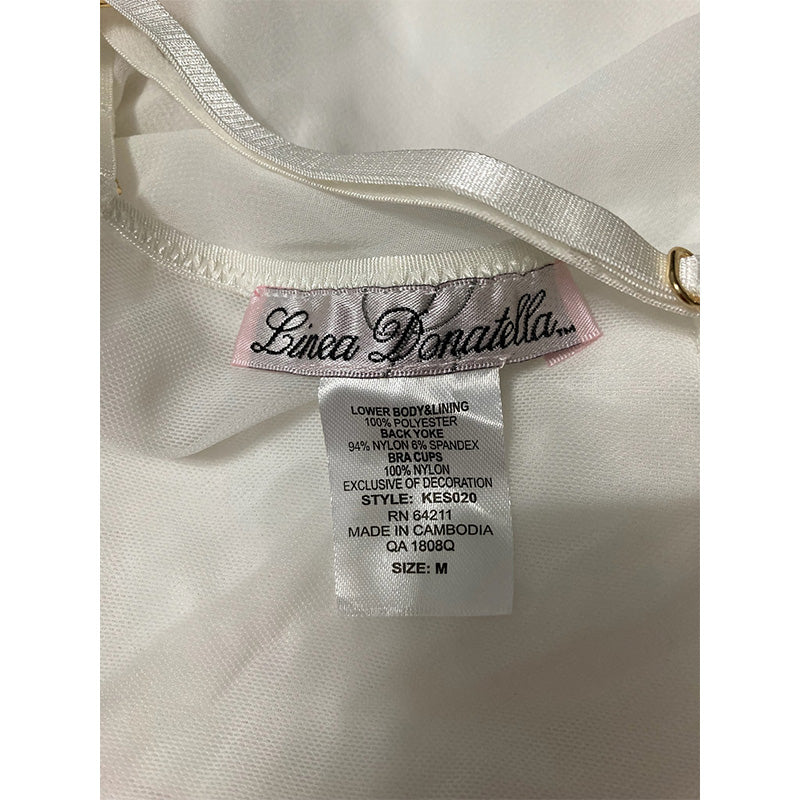 Linea Donatella™
LOWER BODY&LINING
100% POLYESTER
BACK YOKE
94% NYLON 6% SPANDEX
BRA CUPS
100% NYLON
EXCLUSIVE OF DECORATION
STYLE: KES020
RN 64211
MADE IN CAMBODIA
QA 1808Q
SIZE: M